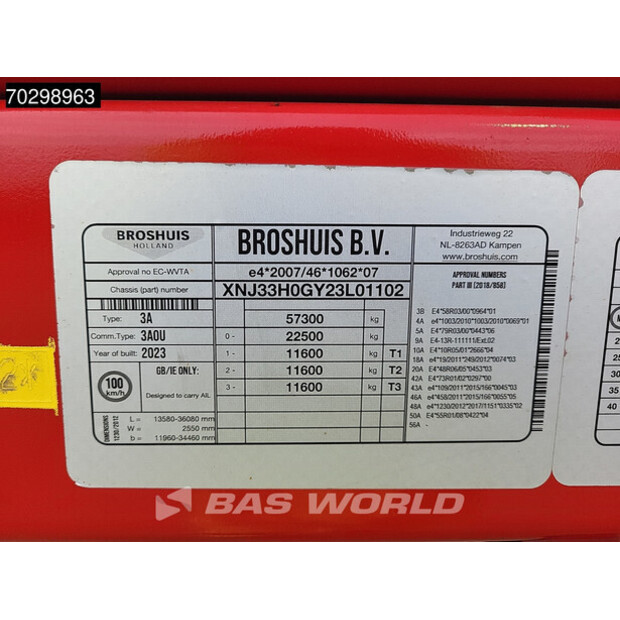 70298963
BROSHUIS
HOLLAND
BROSHUIS B.V.
Industrieweg 22
NL-8263AD Kampen
www.broshuis.com
Approval no EC-WVTA
e4*2007/46*1062*07
Chassis (part) number
XNJ33H0GY23L01102
Type: 3A
57300 kg
Comm.Type: 3A0U
0 - 22500 kg
Year of built: 2023
1 - 11600 kg T1
GB/IE ONLY:
2 - 11600 kg T2
100 km/h
Designed to carry AIL
3 - 11600 kg T3
DIMENSIONS
1230/2012
L = 13580-36080 mm
W = 2550 mm
b = 11960-34460 mm
APPROVAL NUMBERS
PART III (2018/858)
3B E4*58R03/00*0964*01
4A e4*1003/2010*1003/2010*0069*01
5A E4*79R03/00*0443*06
9A E4-13R-111111/Ext.02
10A E4*10R05/01*2666*04
18A e4*19/2011*249/2012*0074*03
20A E4*48R06/05*0453*03
42A E4*73R01/02*0297*00
43A e4*109/2011*2015/166*0045*03
46A e4*458/2011*2015/166*0055*05
48A e4*1230/2012*2017/1151*0335*02
50A E4*55R01/08*0422*04
56A -
30
35
40
BAS WORLD